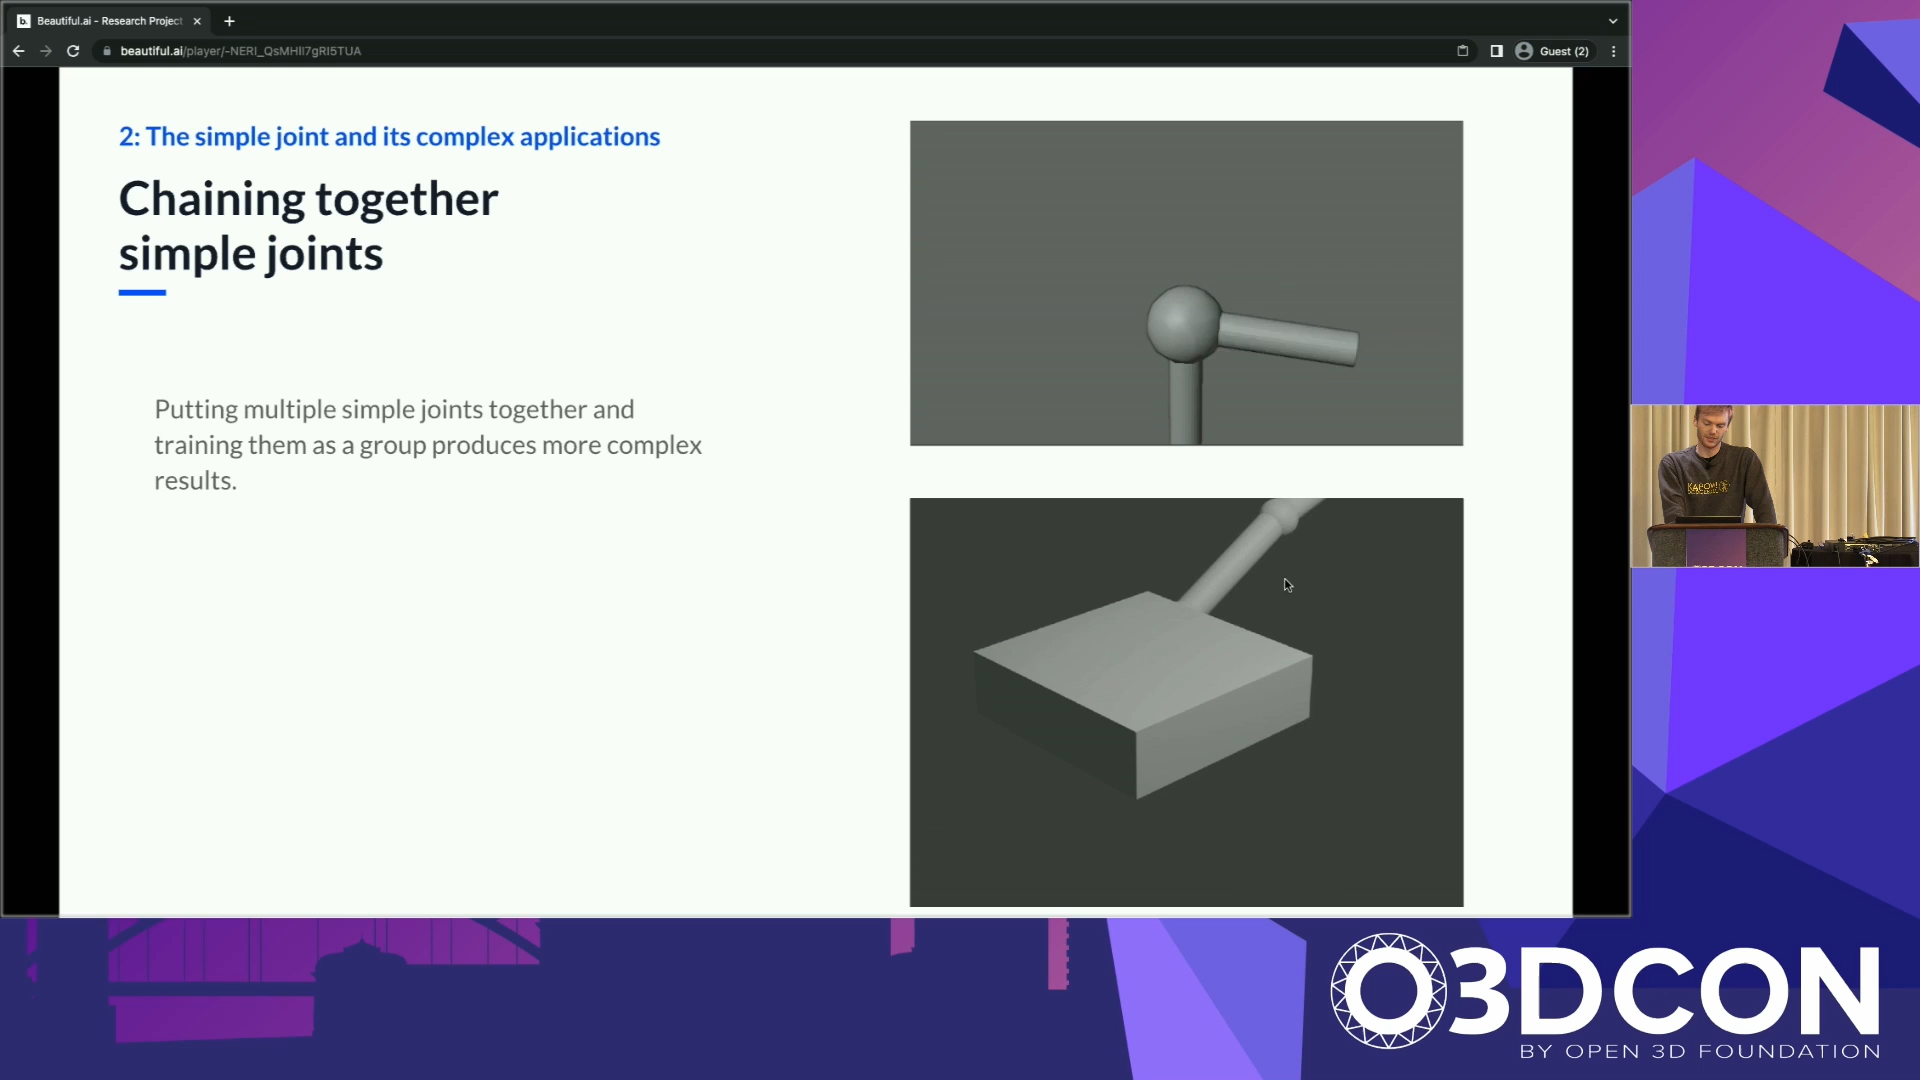 b. Beautiful.ai - Research Project
beautiful.ai/player/-NERI_QsMHII7gRI5TUA
Guest (2)
2: The simple joint and its complex applications
Chaining together
simple joints
Putting multiple simple joints together and
training them as a group produces more complex
results.
KAPOW!
O3DCON
BY OPEN 3D FOUNDATION